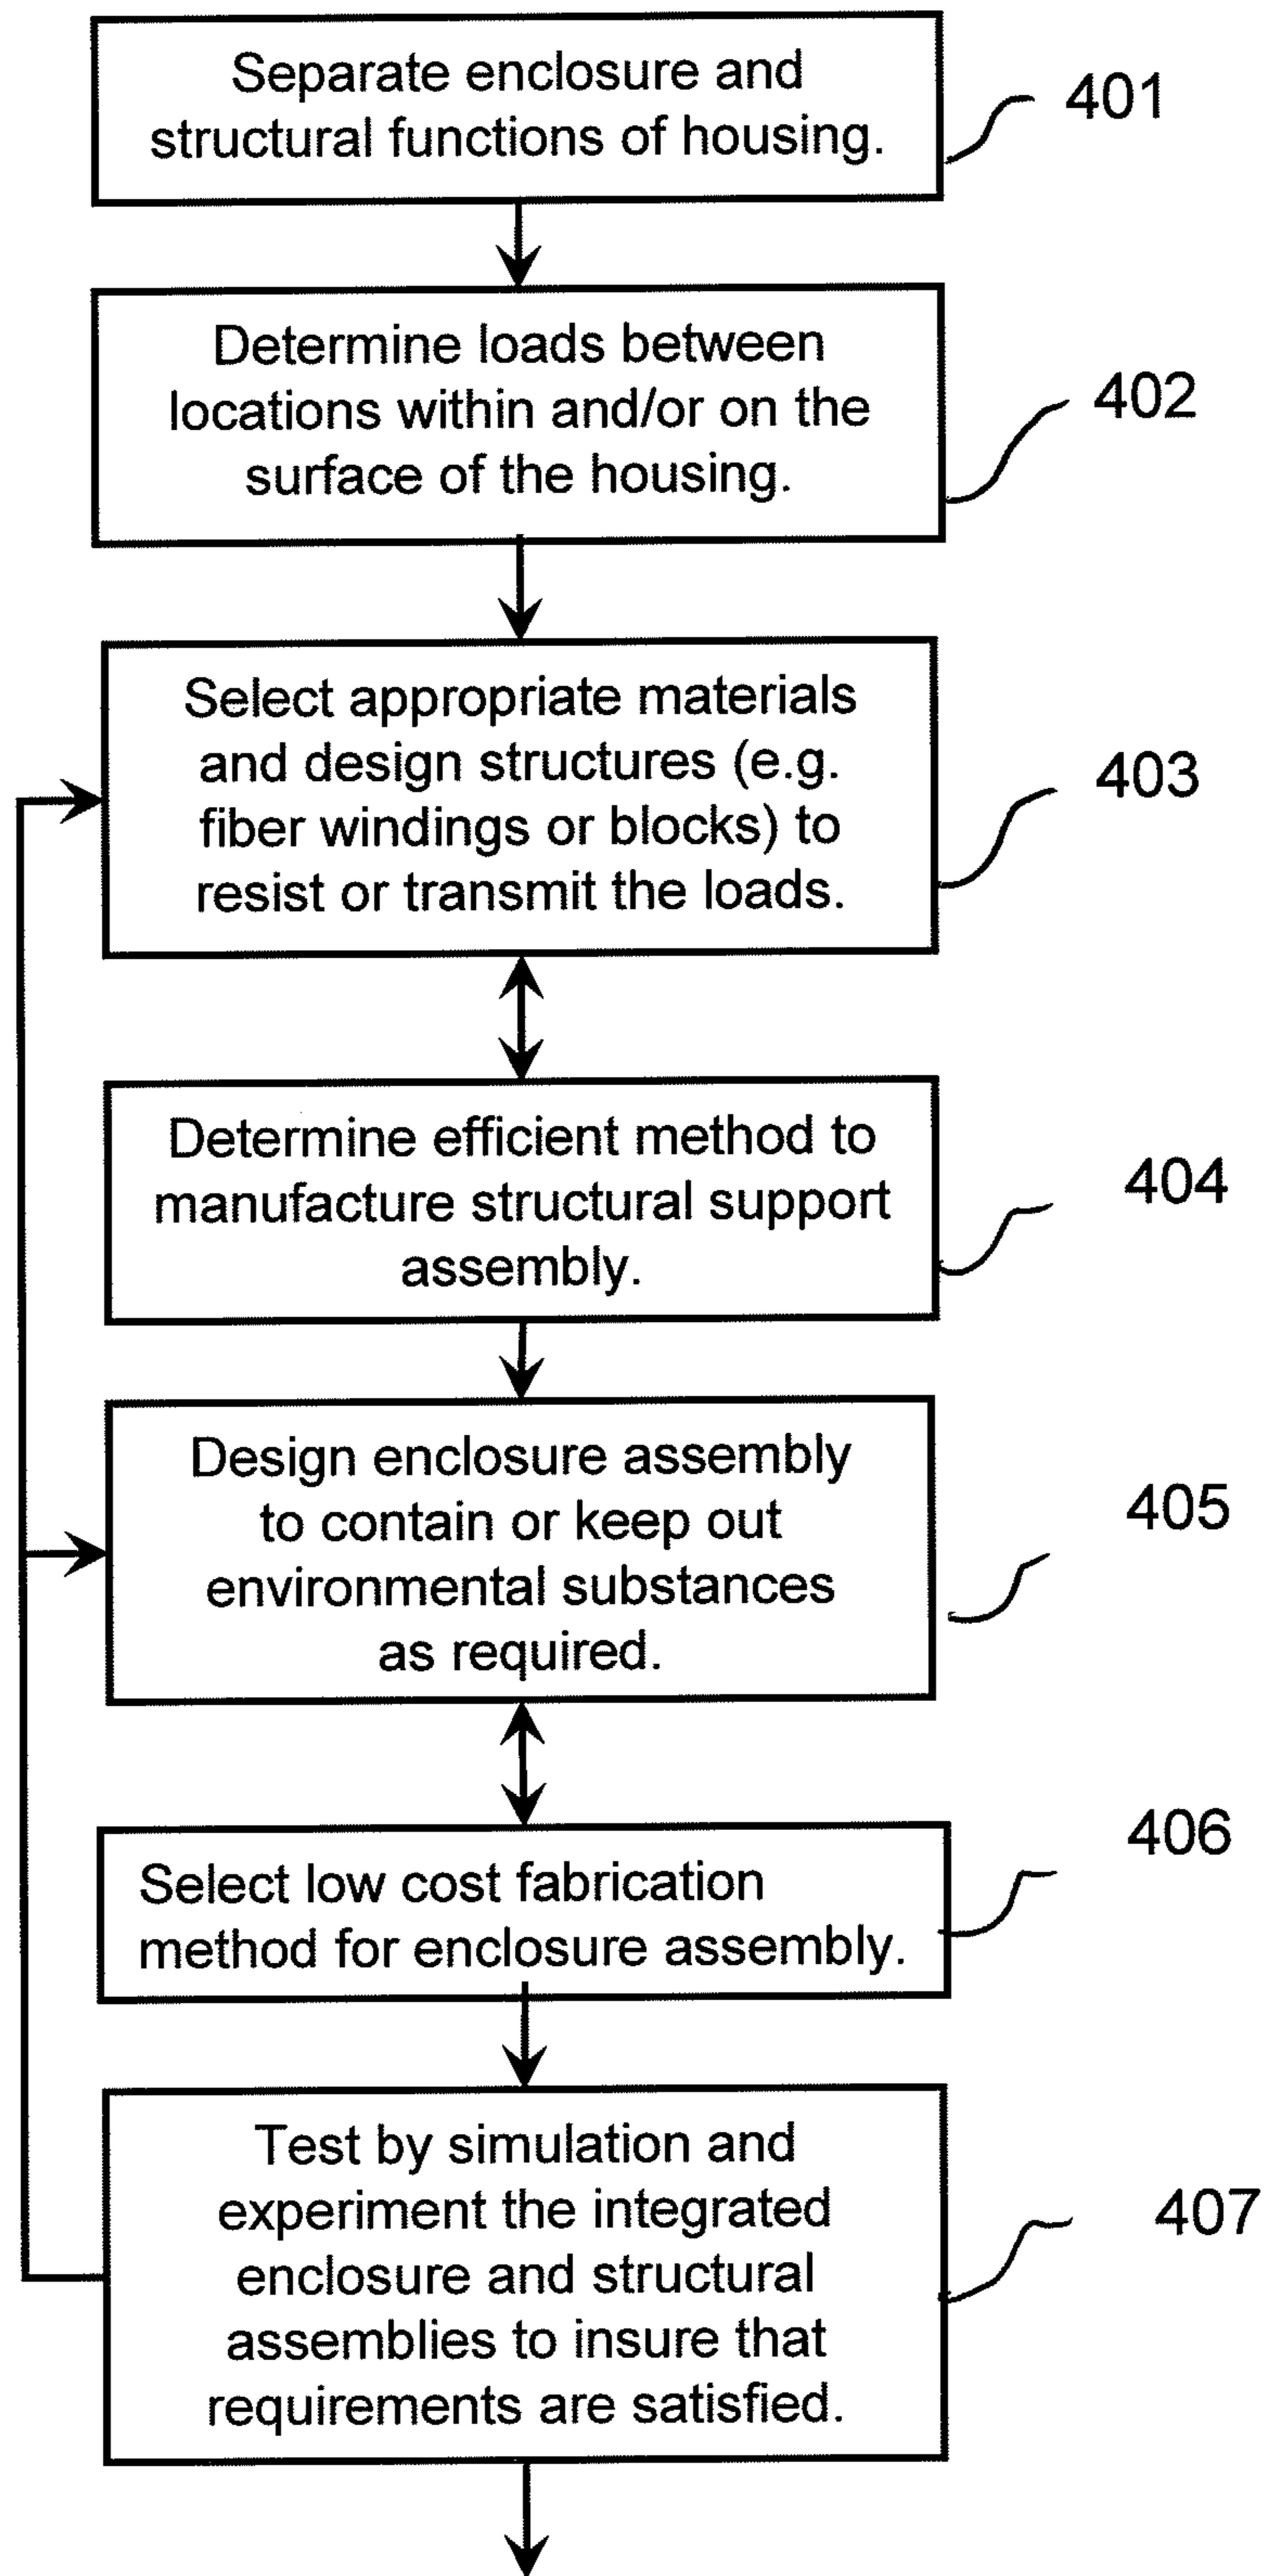 Separate enclosure and
structural functions of housing.
401
Determine loads between
locations within and/or on the
surface of the housing.
402
Select appropriate materials
and design structures (e.g.
fiber windings or blocks) to
resist or transmit the loads.
403
Determine efficient method to
manufacture structural support
assembly.
404
Design enclosure assembly
to contain or keep out
environmental substances
as required.
405
Select low cost fabrication
method for enclosure assembly.
406
Test by simulation and
experiment the integrated
enclosure and structural
assemblies to insure that
requirements are satisfied.
407